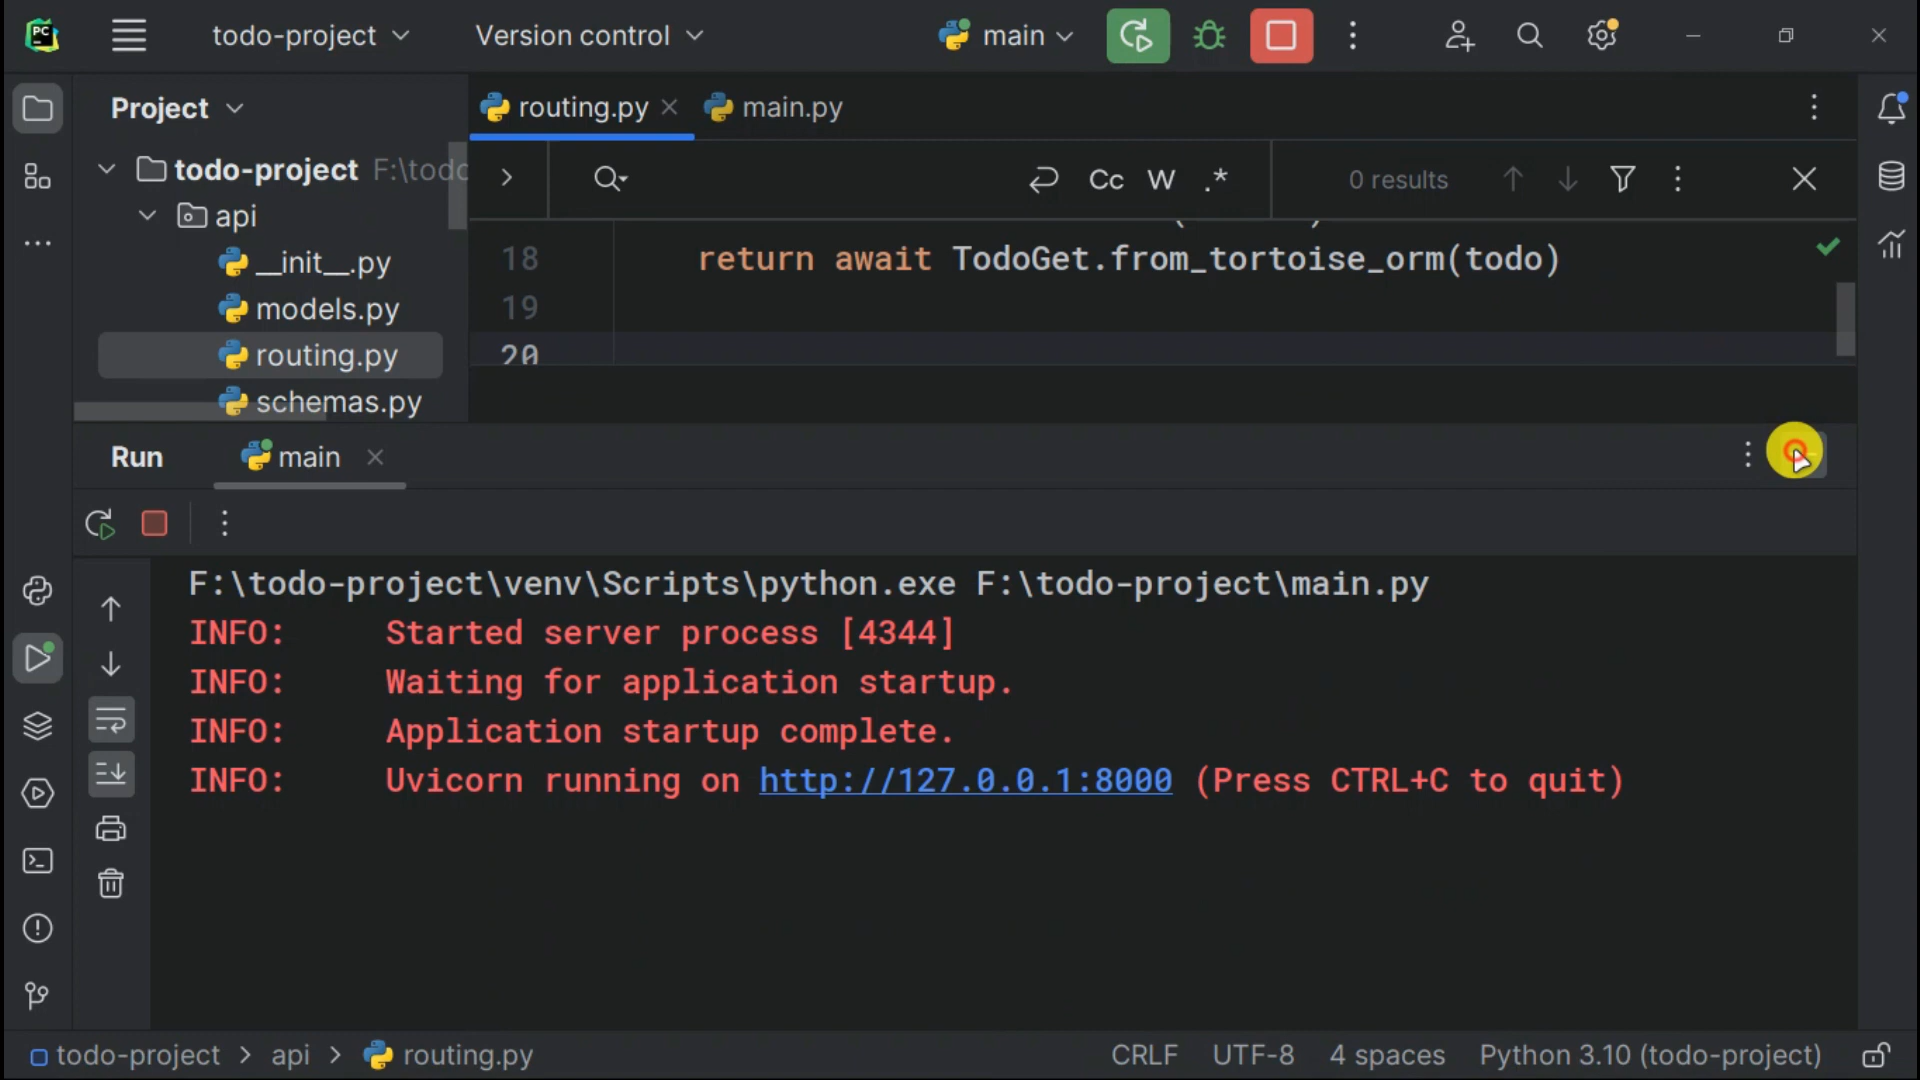 PC todo-project Version control main
Project
routing.py main.py
todo-project F:\todo
Cc W .* 0 results
api
__init__.py
models.py
routing.py
schemas.py
18 return await TodoGet.from_tortoise_orm(todo)
19
20
Run main
F:\todo-project\venv\Scripts\python.exe F:\todo-project\main.py
INFO: Started server process [4344]
INFO: Waiting for application startup.
INFO: Application startup complete.
INFO: Uvicorn running on http://127.0.0.1:8000 (Press CTRL+C to quit)
todo-project > api > routing.py CRLF UTF-8 4 spaces Python 3.10 (todo-project)